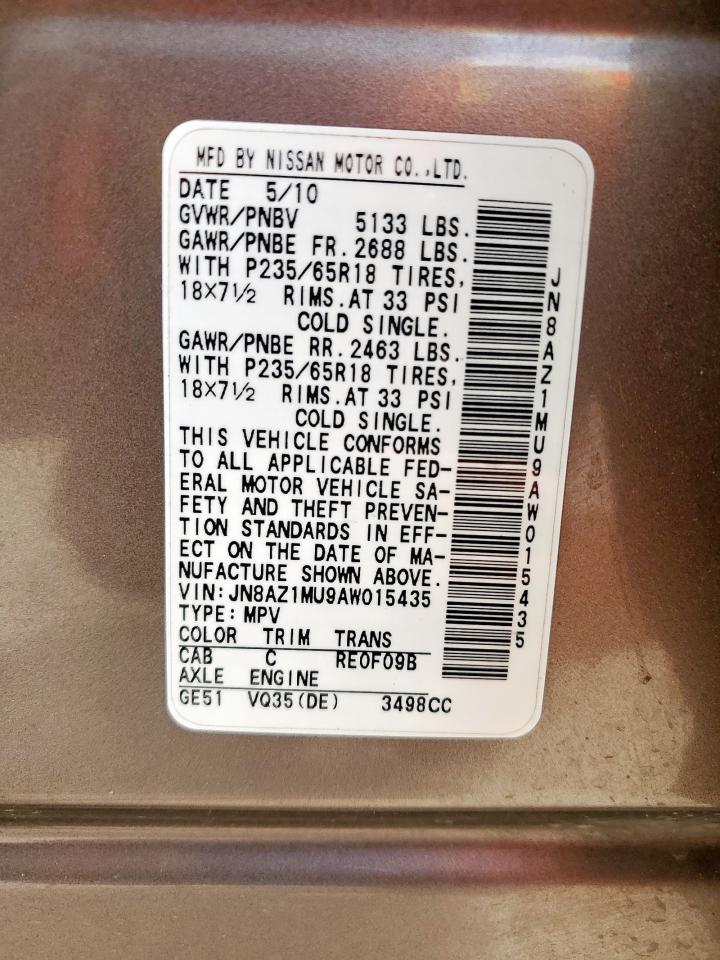 MFD BY NISSAN MOTOR CO.,LTD.
DATE 5/10
GVWR/PNBV 5133 LBS.
GAWR/PNBE FR. 2688 LBS.
WITH P235/65R18 TIRES,
18X7½ RIMS.AT 33 PSI
COLD SINGLE.
GAWR/PNBE RR. 2463 LBS.
WITH P235/65R18 TIRES,
18X7½ RIMS.AT 33 PSI
COLD SINGLE.
THIS VEHICLE CONFORMS
TO ALL APPLICABLE FED-
ERAL MOTOR VEHICLE SA-
FETY AND THEFT PREVEN-
TION STANDARDS IN EFF-
ECT ON THE DATE OF MA-
NUFACTURE SHOWN ABOVE.
VIN:JN8AZ1MU9AW015435
TYPE:MPV
COLOR TRIM TRANS
CAB C RE0F09B
AXLE ENGINE
GE51 VQ35(DE) 3498CC
JN8AZ1MU9AW015435